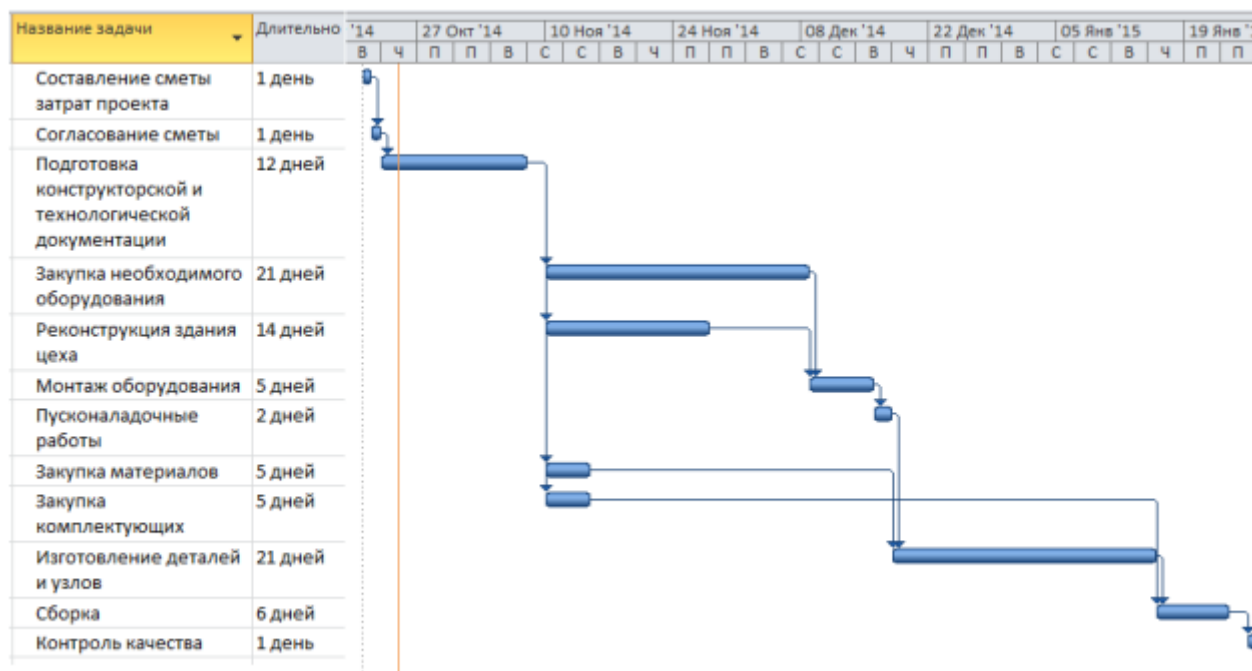 Название задачи Длительно '14 27 Окт '14 10 Ноя '14 24 Ноя '14 08 Дек '14 22 Дек '14 05 Янв '15 19 Янв '1
В Ч П П В С С В Ч П П В С С В Ч П П В С С В Ч П П
Составление сметы 1 день
затрат проекта
Согласование сметы 1 день
Подготовка 12 дней
конструкторской и
технологической
документации
Закупка необходимого 21 дней
оборудования
Реконструкция здания 14 дней
цеха
Монтаж оборудования 5 дней
Пусконаладочные 2 дней
работы
Закупка материалов 5 дней
Закупка 5 дней
комплектующих
Изготовление деталей 21 дней
и узлов
Сборка 6 дней
Контроль качества 1 день